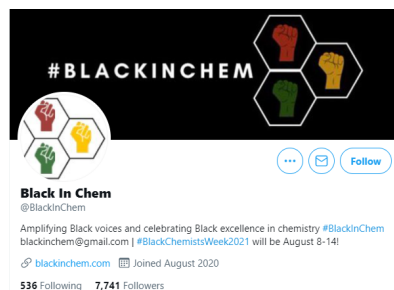 #BLACKINCHEM
Follow
Black In Chem
@BlackInChem
Amplifying Black voices and celebrating Black excellence in chemistry #BlackInChem
blackinchem@gmail.com | #BlackChemistsWeek2021 will be August 8-14!
blackinchem.com Joined August 2020
536 Following 7,741 Followers